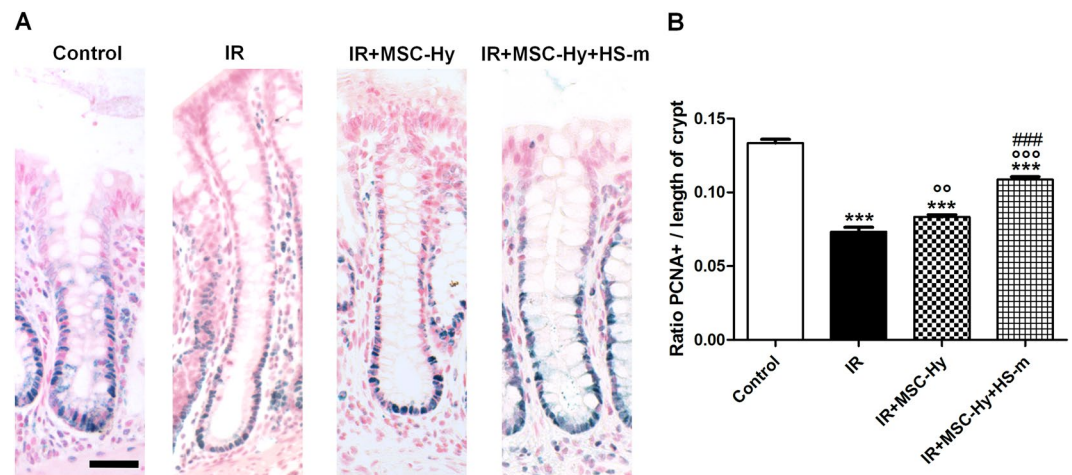 A
Control IR IR+MSC-Hy IR+MSC-Hy+HS-m
B
Ratio PCNA+ / length of crypt
0.15
0.10
0.05
0.00
***
°°
***
###
°°°
***
Control
IR
IR+MSC-Hy
IR+MSC-Hy+HS-m